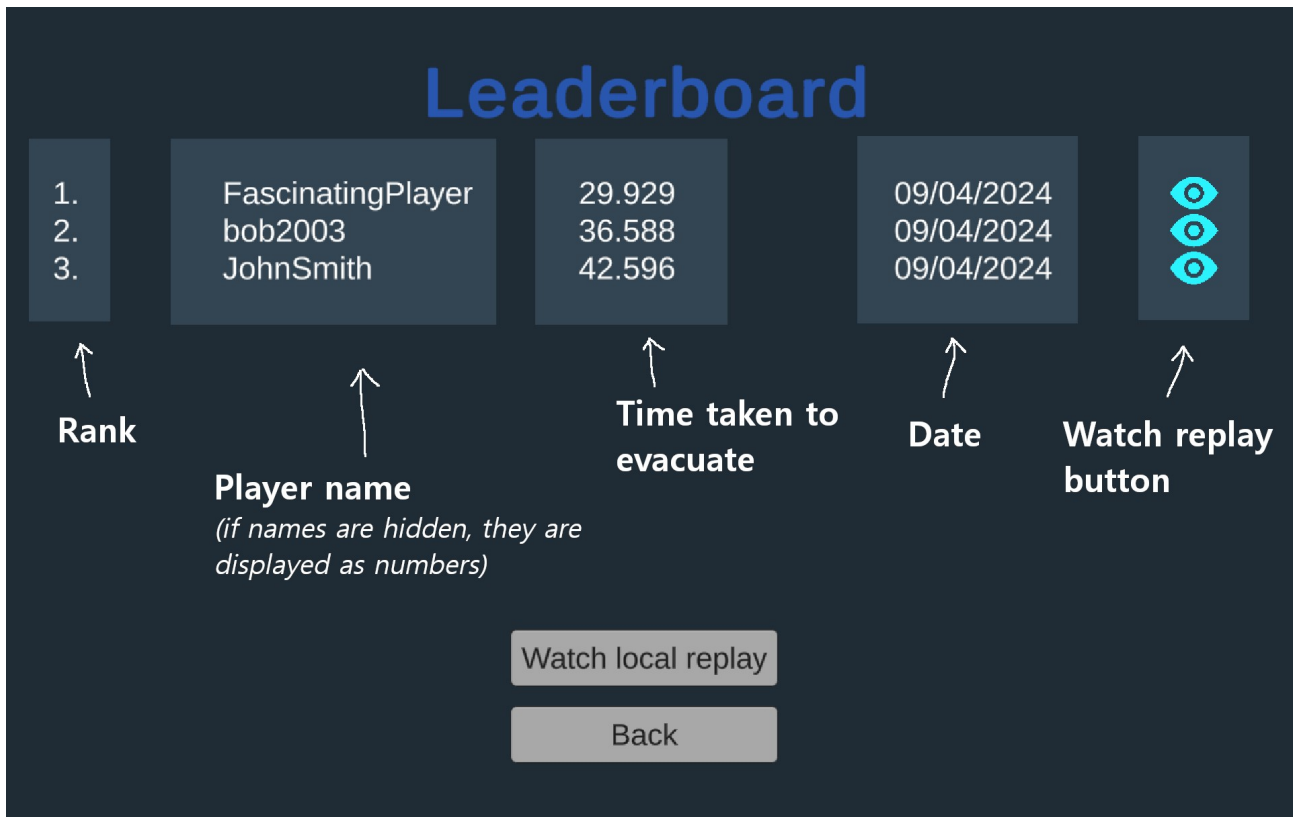 Leaderboard
1. FascinatingPlayer 29.929 09/04/2024
2. bob2003 36.588 09/04/2024
3. JohnSmith 42.596 09/04/2024
Rank
Player name
(if names are hidden, they are
displayed as numbers)
Time taken to
evacuate
Date
Watch replay
button
Watch local replay
Back